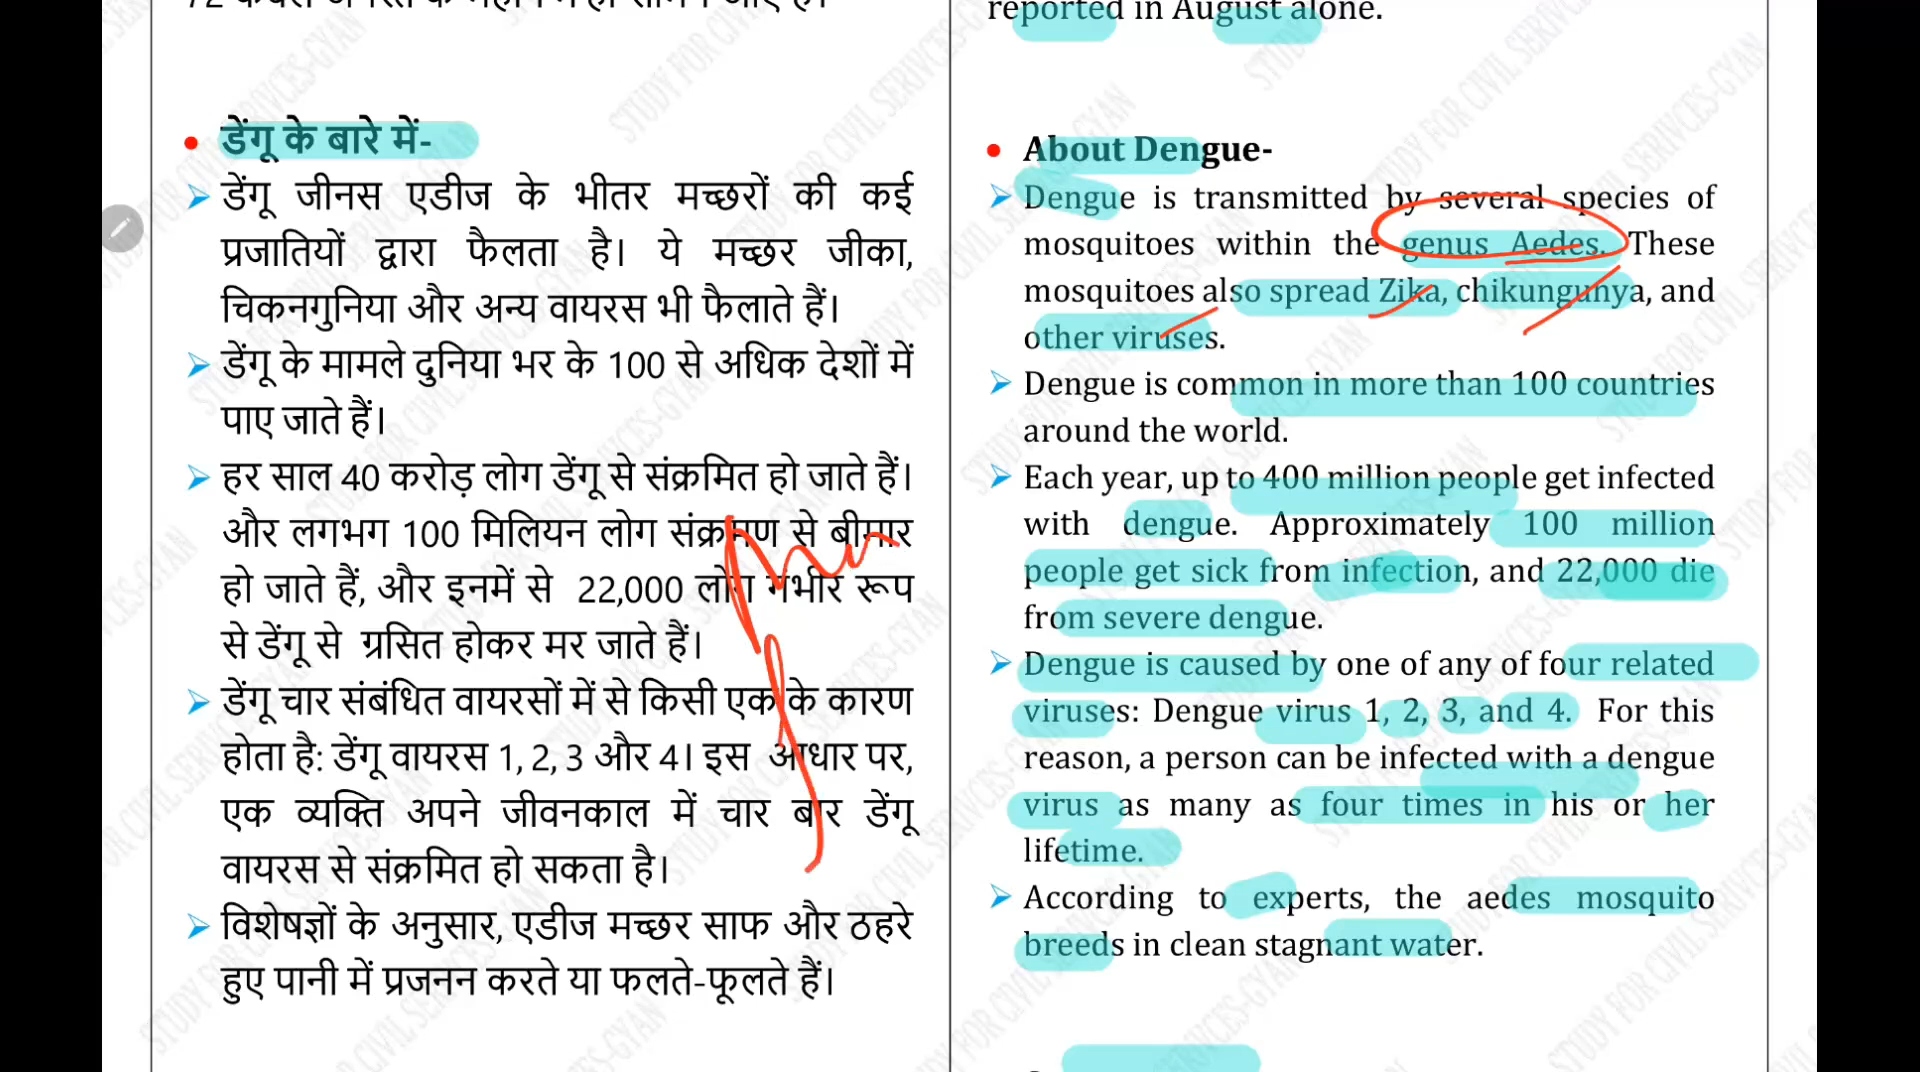 डेंगू के बारे में-
डेंगू जीनस एडीज के भीतर मच्छरों की कई
प्रजातियों द्वारा फैलता है। ये मच्छर जीका,
चिकनगुनिया और अन्य वायरस भी फैलाते हैं।
डेंगू के मामले दुनिया भर के 100 से अधिक देशों में
पाए जाते हैं।
हर साल 40 करोड़ लोग डेंगू से संक्रमित हो जाते हैं।
और लगभग 100 मिलियन लोग संक्रमण से बीमार
हो जाते हैं, और इनमें से 22,000 लोग गंभीर रूप
से डेंगू से ग्रसित होकर मर जाते हैं।
डेंगू चार संबंधित वायरसों में से किसी एक के कारण
होता है: डेंगू वायरस 1, 2, 3 और 4। इस आधार पर,
एक व्यक्ति अपने जीवनकाल में चार बार डेंगू
वायरस से संक्रमित हो सकता है।
विशेषज्ञों के अनुसार, एडीज मच्छर साफ और ठहरे
हुए पानी में प्रजनन करते या फलते-फूलते हैं।
reported in August alone.
About Dengue-
Dengue is transmitted by several species of
mosquitoes within the genus Aedes. These
mosquitoes also spread Zika, chikungunya, and
other viruses.
Dengue is common in more than 100 countries
around the world.
Each year, up to 400 million people get infected
with dengue. Approximately 100 million
people get sick from infection, and 22,000 die
from severe dengue.
Dengue is caused by one of any of four related
viruses: Dengue virus 1, 2, 3, and 4. For this
reason, a person can be infected with a dengue
virus as many as four times in his or her
lifetime.
According to experts, the aedes mosquito
breeds in clean stagnant water.